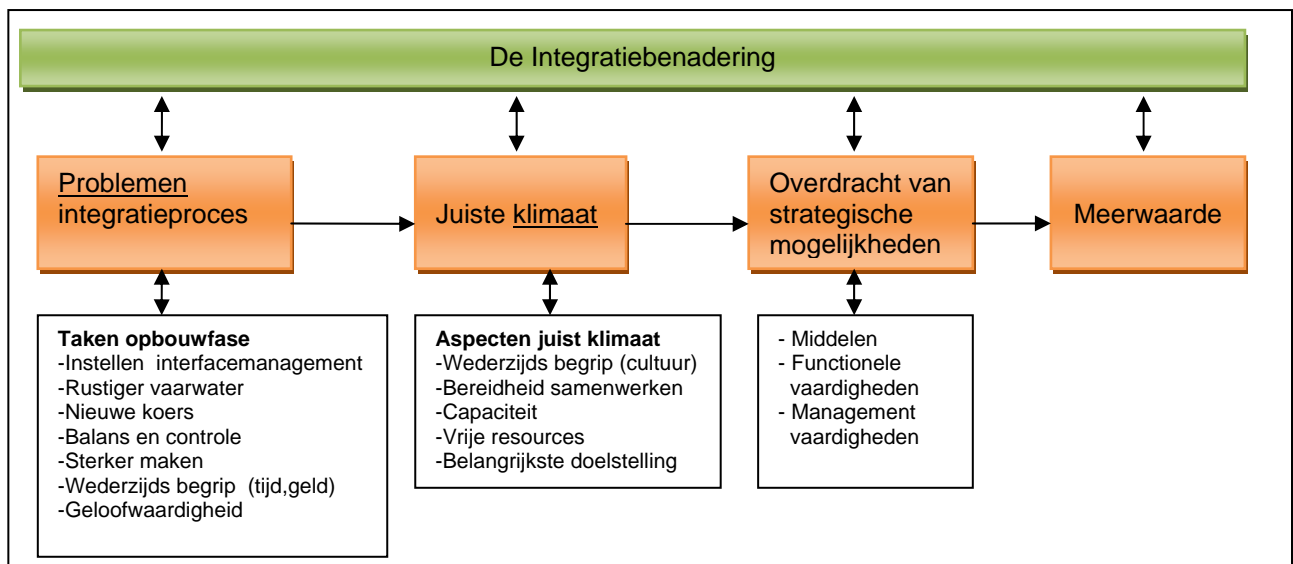 De Integratiebenadering
Problemen
integratieproces
Juiste klimaat
Overdracht van
strategische
mogelijkheden
Meerwaarde
Taken opbouwfase
-Instellen interfacemanagement
-Rustiger vaarwater
-Nieuwe koers
-Balans en controle
-Sterker maken
-Wederzijds begrip (tijd,geld)
-Geloofwaardigheid
Aspecten juist klimaat
-Wederzijds begrip (cultuur)
-Bereidheid samenwerken
-Capaciteit
-Vrije resources
-Belangrijkste doelstelling
- Middelen
- Functionele
vaardigheden
- Management
vaardigheden